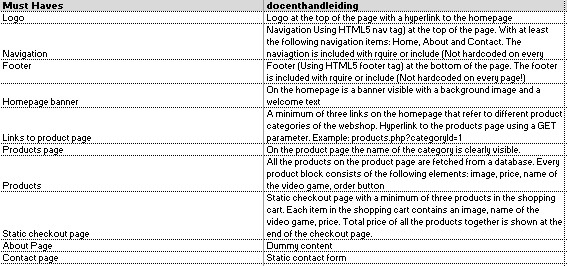 Must Haves docenthandleiding
Logo Logo at the top of the page with a hyperlink to the homepage
Navigation Using HTML5 nav tag) at the top of the page. With at least
the following navigation items: Home, About and Contact. The
Navigation naviagtion is included with rquire or include (Not hardcoded on every
Footer Footer (Using HTML5 footer tag) at the bottom of the page. The footer
is included with rquire or include (Not hardcoded on every page!)
On the homepage is a banner visible with a background image and a
Homepage banner welcome text
A minimum of three links on the homepage that refer to different product
categories of the webshop. Hyperlink to the products page using a GET
Links to product page parameter. Example: products.php?categoryId=1
Products page On the product page the name of the category is clearly visible.
All the products on the product page are fetched from a database. Every
product block consists of the following elements: image, price, name of
Products the video game, order button
Static checkout page with a minimum of three products in the shopping
cart. Each item in the shopping cart contains an image, name of the
video game, price. Total price of all the products together is shown at the
Static checkout page end of the checkout page.
About Page Dummy content
Contact page Static contact form